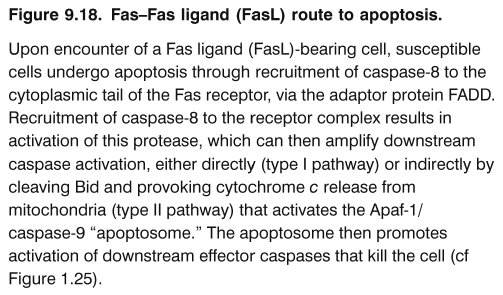 Figure 9.18. Fas–Fas ligand (FasL) route to apoptosis.
Upon encounter of a Fas ligand (FasL)-bearing cell, susceptible
cells undergo apoptosis through recruitment of caspase-8 to the
cytoplasmic tail of the Fas receptor, via the adaptor protein FADD.
Recruitment of caspase-8 to the receptor complex results in
activation of this protease, which can then amplify downstream
caspase activation, either directly (type I pathway) or indirectly by
cleaving Bid and provoking cytochrome c release from
mitochondria (type II pathway) that activates the Apaf-1/
caspase-9 “apoptosome.” The apoptosome then promotes
activation of downstream effector caspases that kill the cell (cf
Figure 1.25).